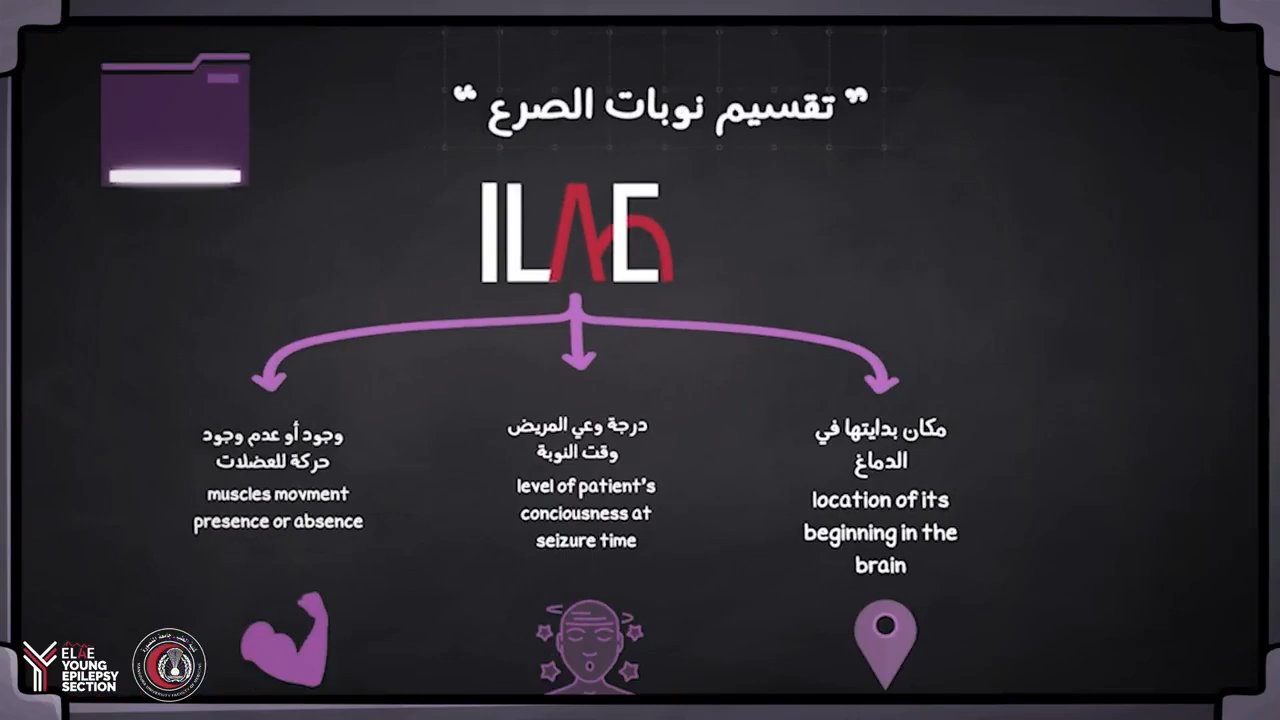 ” تقسيم نوبات الصرع “
ILAE
مكان بدايتها في
الدماغ
location of its
beginning in the
brain
درجة وعي المريض
وقت النوبة
level of patient's
conciousness at
seizure time
وجود أو عدم وجود
حركة للعضلات
muscles movment
presence or absence
ILAE
YOUNG
EPILEPSY
SECTION